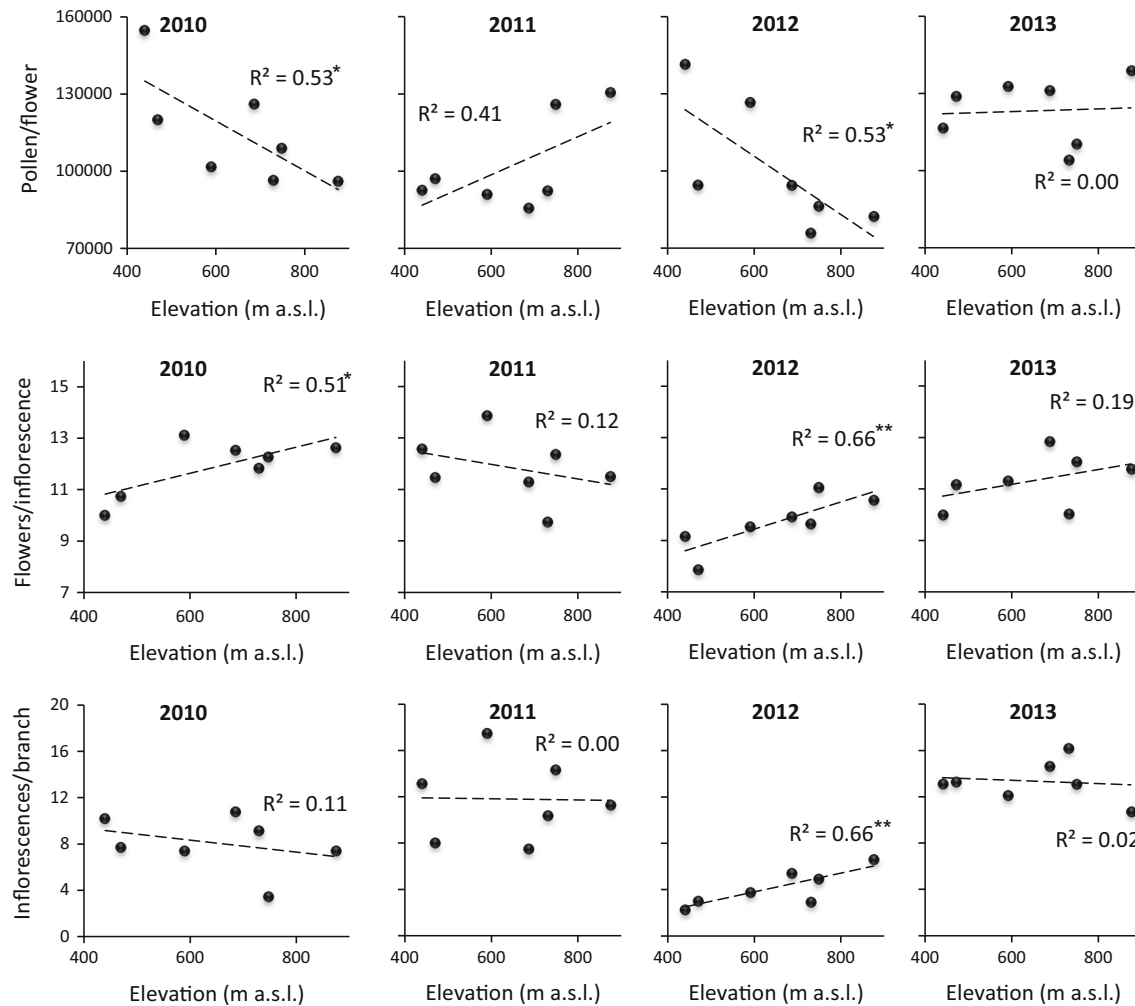 160000
130000
100000
70000
Pollen/flower
2010
R² = 0.53*
400 600 800
Elevation (m a.s.l.)
2011
R² = 0.41
400 600 800
Elevation (m a.s.l.)
2012
R² = 0.53*
400 600 800
Elevation (m a.s.l.)
2013
R² = 0.00
400 600 800
Elevation (m a.s.l.)
15
13
11
9
7
Flowers/inflorescence
2010
R² = 0.51*
400 600 800
Elevation (m a.s.l.)
2011
R² = 0.12
400 600 800
Elevation (m a.s.l.)
2012
R² = 0.66**
400 600 800
Elevation (m a.s.l.)
2013
R² = 0.19
400 600 800
Elevation (m a.s.l.)
20
16
12
8
4
0
Inflorescences/branch
2010
R² = 0.11
400 600 800
Elevation (m a.s.l.)
2011
R² = 0.00
400 600 800
Elevation (m a.s.l.)
2012
R² = 0.66**
400 600 800
Elevation (m a.s.l.)
2013
R² = 0.02
400 600 800
Elevation (m a.s.l.)